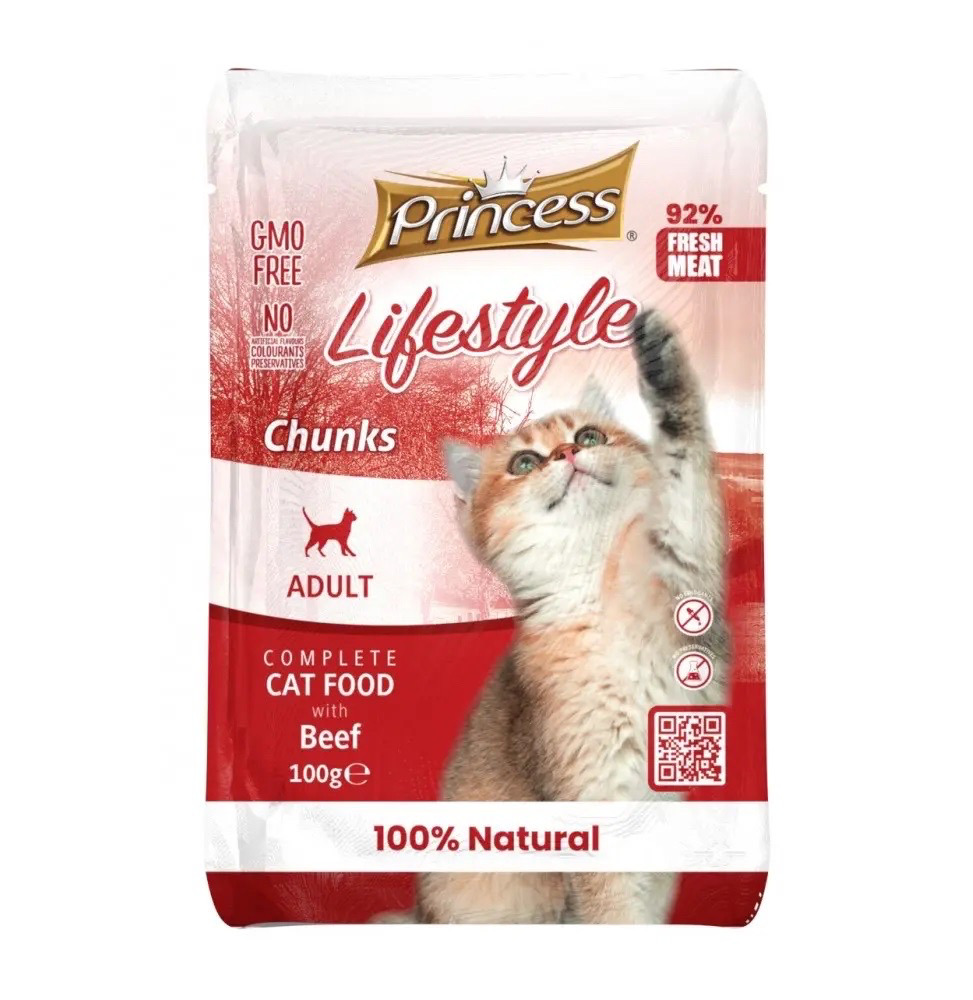 Princess
®
GMO
FREE
92%
FRESH
MEAT
Lifestyle
NO
ARTIFICIAL FLAVOURS
COLOURANTS
PRESERVATIVES
Chunks
ADULT
COMPLETE
CAT FOOD
with
Beef
100g℮
100% Natural